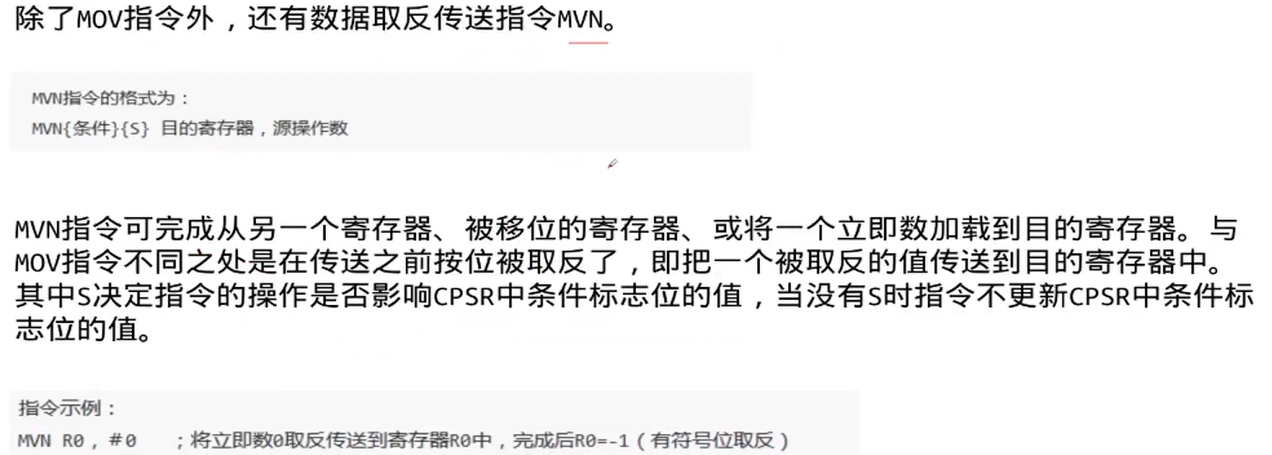 除了MOV指令外，还有数据取反传送指令MVN。
MVN指令的格式为：
MVN{条件}{S} 目的寄存器，源操作数
MVN指令可完成从另一个寄存器、被移位的寄存器、或将一个立即数加载到目的寄存器。与
MOV指令不同之处是在传送之前按位被取反了，即把一个被取反的值传送到目的寄存器中。
其中S决定指令的操作是否影响CPSR中条件标志位的值，当没有S时指令不更新CPSR中条件标
志位的值。
指令示例：
MVN R0，#0 ；将立即数0取反传送到寄存器R0中，完成后R0=-1（有符号位取反）